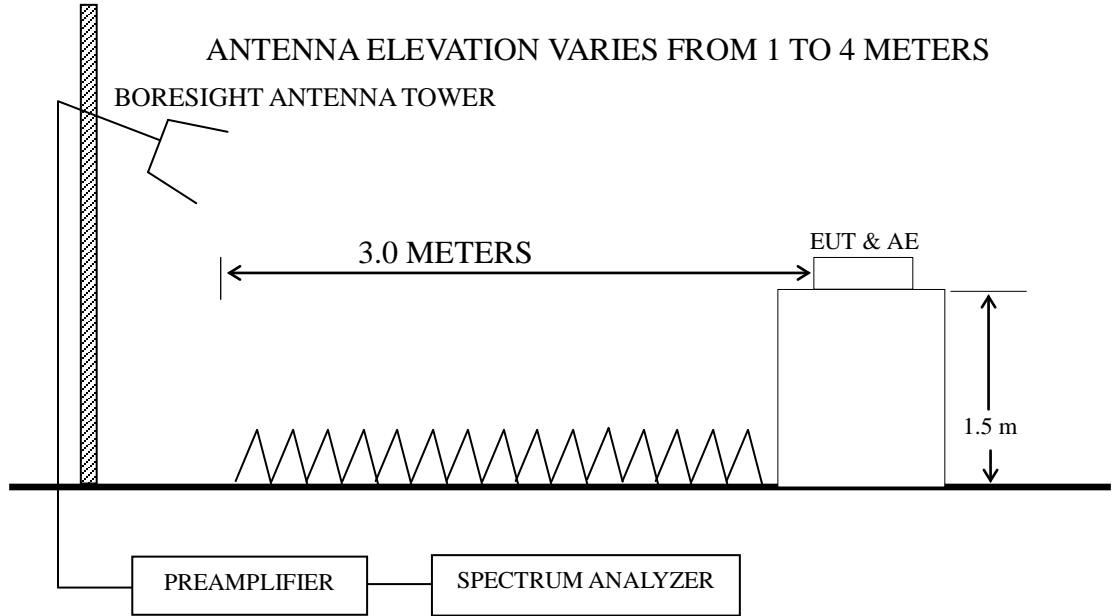 ANTENNA ELEVATION VARIES FROM 1 TO 4 METERS
BORESIGHT ANTENNA TOWER
3.0 METERS
EUT & AE
1.5 m
PREAMPLIFIER
SPECTRUM ANALYZER